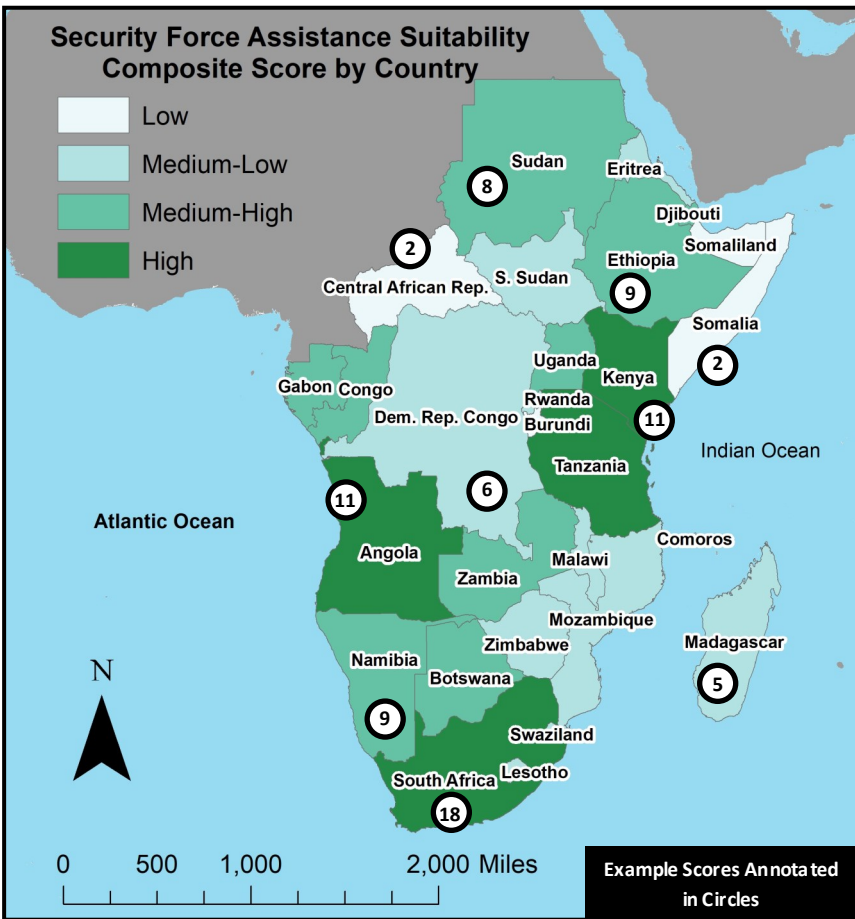 Security Force Assistance Suitability
Composite Score by Country
Low
Medium-Low
Medium-High
High
Sudan
8
Eritrea
Djibouti
2
Somaliland
Ethiopia
S. Sudan
Central African Rep.
9
Somalia
Uganda
2
Kenya
Gabon
Congo
Rwanda
Dem. Rep. Congo
11
Burundi
Indian Ocean
Tanzania
6
11
Atlantic Ocean
Comoros
Angola
Malawi
Zambia
Mozambique
Zimbabwe
Madagascar
Namibia
Botswana
5
N
9
Swaziland
Lesotho
South Africa
18
0 500 1,000 2,000 Miles
Example Scores Annotated
in Circles